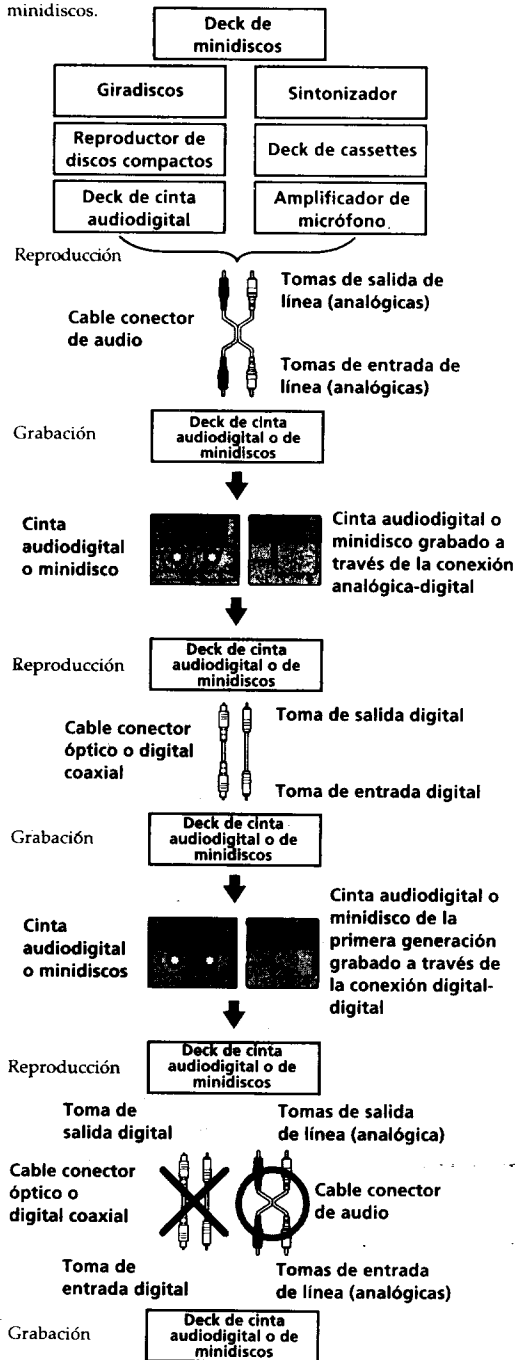 minidiscos.
Deck de
minidiscos
Giradiscos
Sintonizador
Reproductor de
discos compactos
Deck de cassettes
Deck de cinta
audiodigital
Amplificador de
micrófono
Reproducción
Tomas de salida de
línea (analógicas)
Cable conector
de audio
Tomas de entrada de
línea (analógicas)
Grabación
Deck de cinta
audiodigital o de
minidiscos
Cinta
audiodigital
o minidisco
Cinta audiodigital o
minidisco grabado a
través de la conexión
analógica-digital
Reproducción
Deck de cinta
audiodigital o de
minidiscos
Cable conector
óptico o digital
coaxial
Toma de salida digital
Toma de entrada digital
Grabación
Deck de cinta
audiodigital o de
minidiscos
Cinta
audiodigital
o minidiscos
Cinta audiodigital o
minidisco de la
primera generación
grabado a través de
la conexión digital-
digital
Reproducción
Deck de cinta
audiodigital o de
minidiscos
Toma de
salida digital
Tomas de salida
de línea (analógica)
Cable conector
óptico o
digital coaxial
Cable conector
de audio
Toma de
entrada digital
Tomas de entrada
de línea (analógicas)
Grabación
Deck de cinta
audiodigital o de
minidiscos